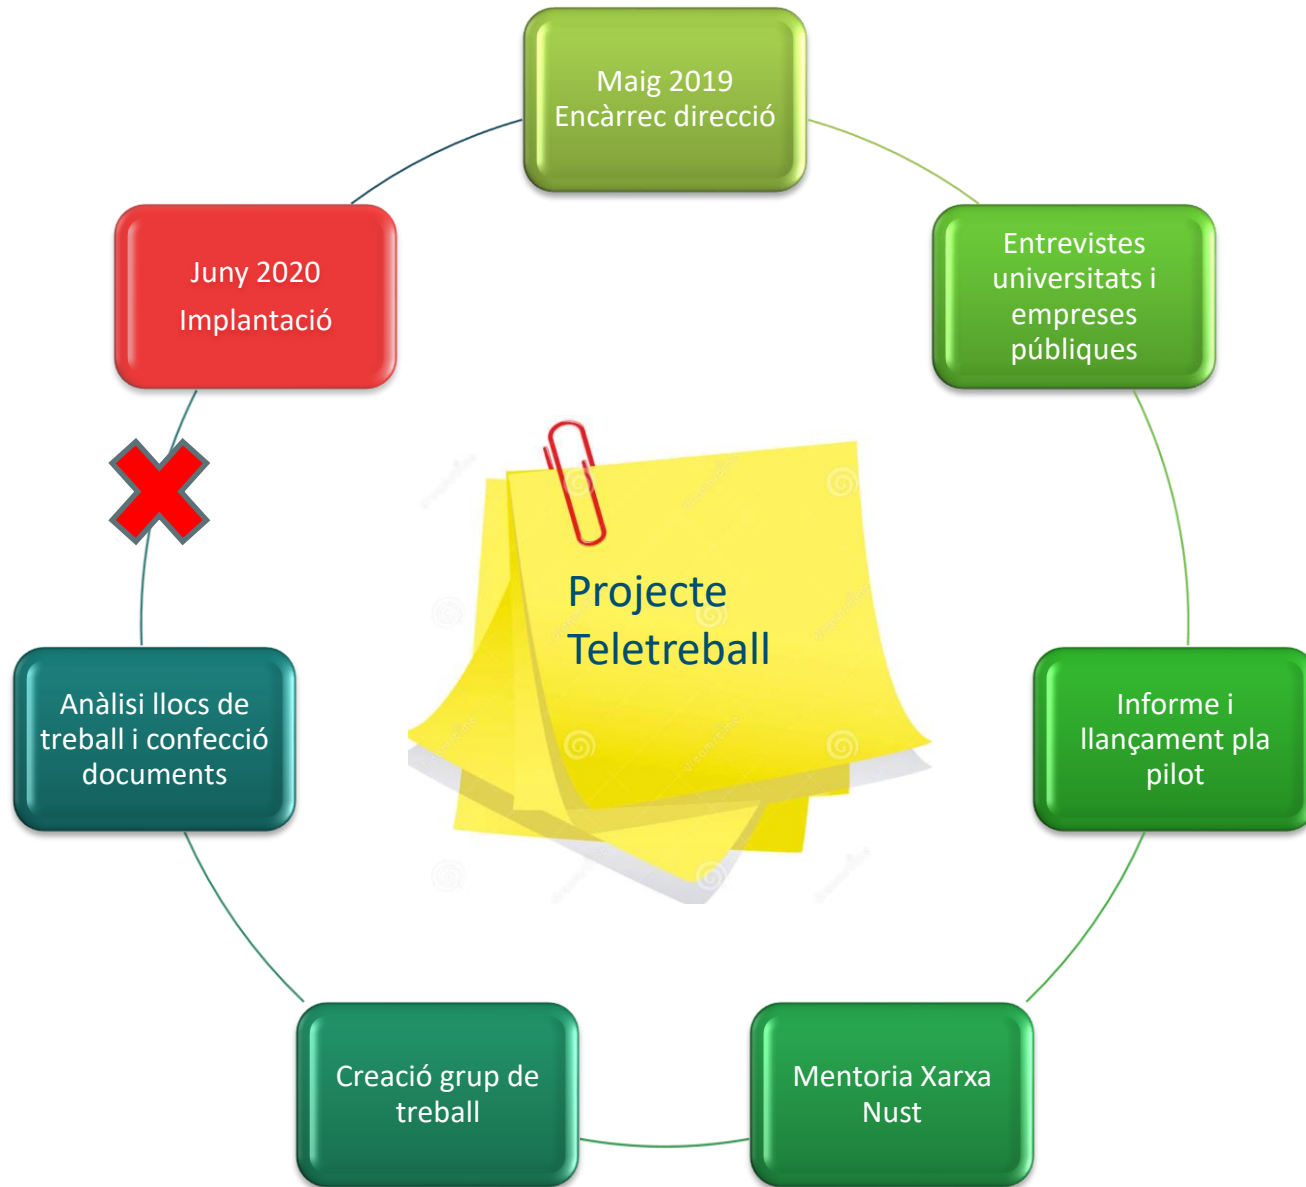 Maig 2019
Encàrrec direcció
Entrevistes
universitats i
empreses
públiques
Informe i
llançament pla
pilot
Mentoria Xarxa
Nust
Creació grup de
treball
Anàlisi llocs de
treball i confecció
documents
Juny 2020
Implantació
Projecte
Teletreball